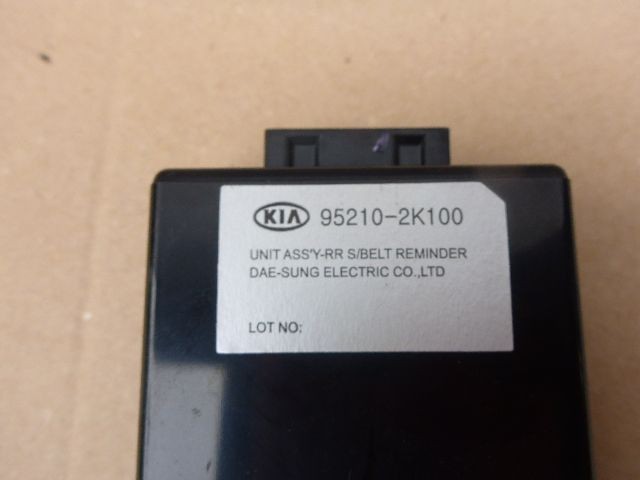 KIA 95210-2K100
UNIT ASS'Y-RR S/BELT REMINDER
DAE-SUNG ELECTRIC CO.,LTD
LOT NO: